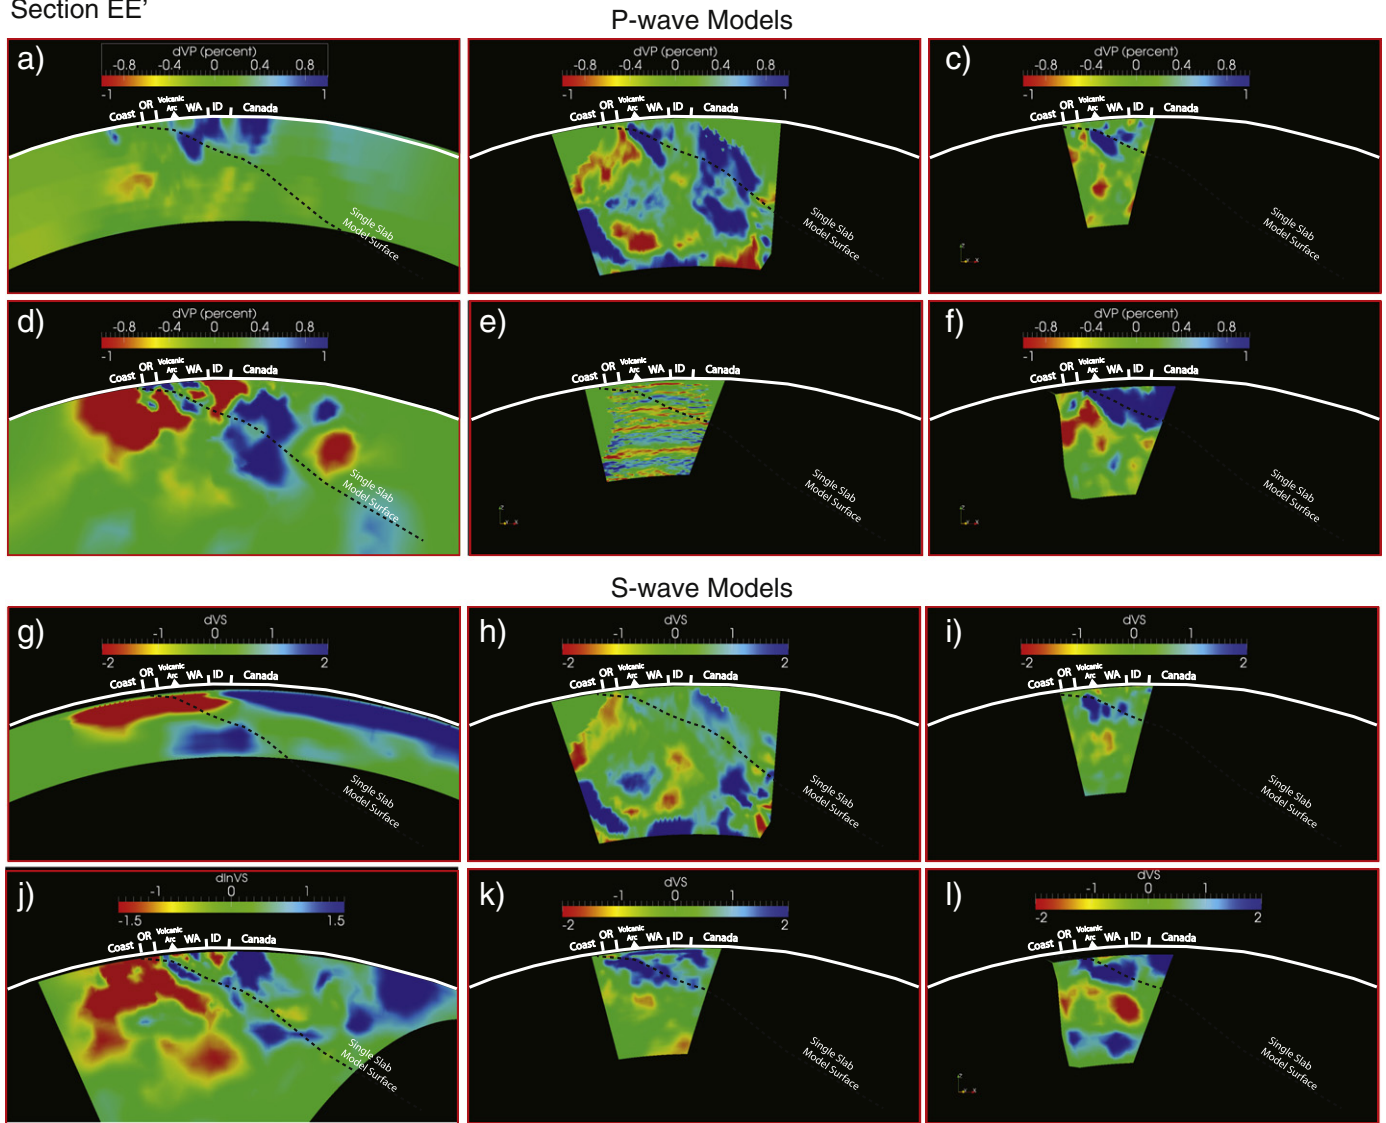 Section EE’
P-wave Models
a)
dVP (percent)
-0.8 -0.4 0 0.4 0.8
-1 1
Coast OR Volcanic Arc WA ID Canada
Single Slab
Model Surface
dVP (percent)
-0.8 -0.4 0 0.4 0.8
-1 1
Coast OR Volcanic Arc WA ID Canada
Single Slab
Model Surface
c)
dVP (percent)
-0.8 -0.4 0 0.4 0.8
-1 1
Coast OR Volcanic Arc WA ID Canada
Single Slab
Model Surface
d)
dVP (percent)
-0.8 -0.4 0 0.4 0.8
-1 1
Coast OR Volcanic Arc WA ID Canada
Single Slab
Model Surface
e)
Coast OR Volcanic Arc WA ID Canada
Single Slab
Model Surface
f)
dVP (percent)
-0.8 -0.4 0 0.4 0.8
-1 1
Coast OR Volcanic Arc WA ID Canada
Single Slab
Model Surface
S-wave Models
g)
dVS
-1 0 1
-2 2
Coast OR Volcanic Arc WA ID Canada
Single Slab
Model Surface
h)
dVS
-1 0 1
-2 2
Coast OR Volcanic Arc WA ID Canada
Single Slab
Model Surface
i)
dVS
-1 0 1
-2 2
Coast OR Volcanic Arc WA ID Canada
Single Slab
Model Surface
j)
dlnVS
-1 0 1
-1.5 1.5
Coast OR Volcanic Arc WA ID Canada
Single Slab
Model Surface
k)
dVS
-1 0 1
-2 2
Coast OR Volcanic Arc WA ID Canada
Single Slab
Model Surface
l)
dVS
-1 0 1
-2 2
Coast OR Volcanic Arc WA ID Canada
Single Slab
Model Surface